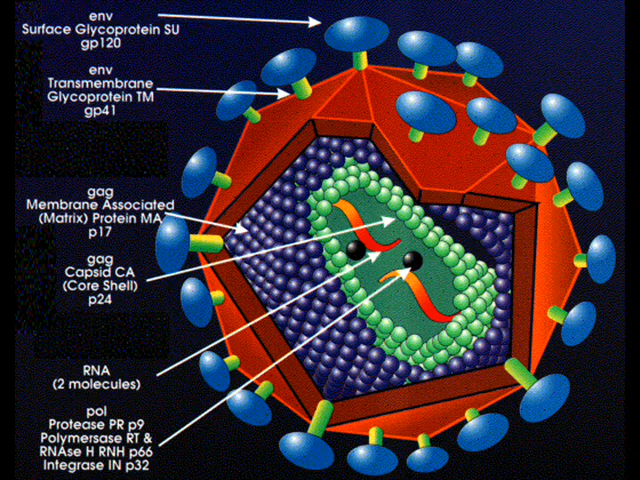 env
Surface Glycoprotein SU
gp120
env
Transmembrane
Glycoprotein TM
gp41
gag
Membrane Associated
(Matrix) Protein MA
p17
gag
Capsid CA
(Core Shell)
p24
RNA
(2 molecules)
pol
Protease PR p9
Polymersase RT &
RNAse H RNH p66
Integrase IN p32